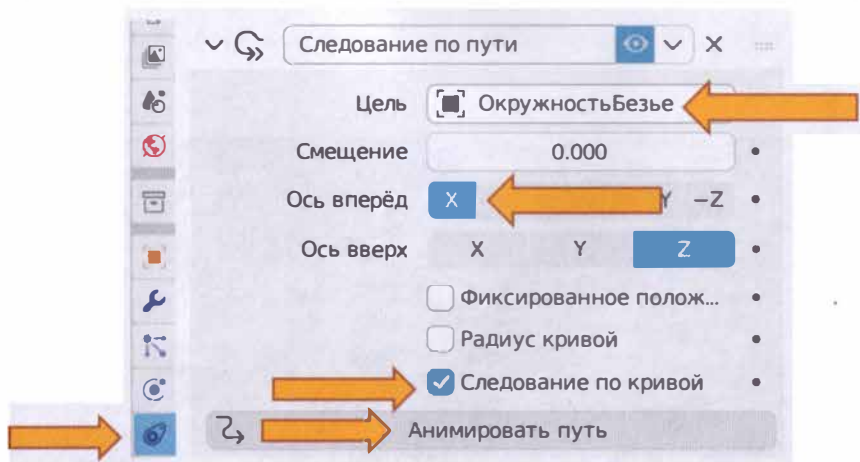 Следование по пути
Цель ОкружностьБезье
Смещение 0.000
Ось вперёд X Y –Z
Ось вверх X Y Z
Фиксированное полож...
Радиус кривой
Следование по кривой
Анимировать путь